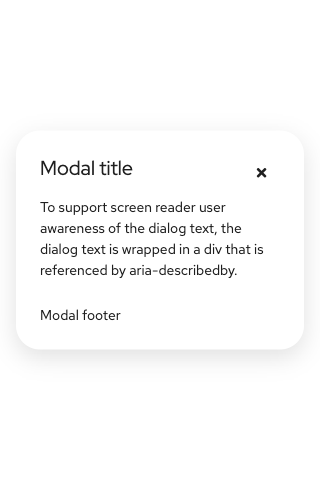 Modal title
To support screen reader user
awareness of the dialog text, the
dialog text is wrapped in a div that is
referenced by aria-describedby.
Modal footer